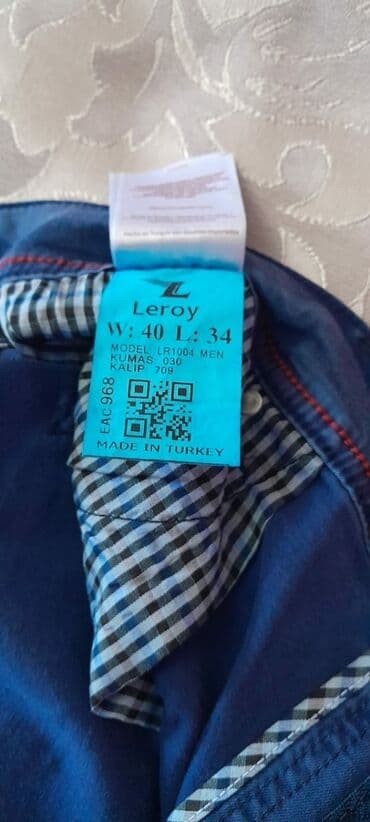 Leroy
W: 40 L: 34
MODEL LR1004 MEN
KUMAS: 030
KALIP 709
EAC 968
MADE IN TURKEY